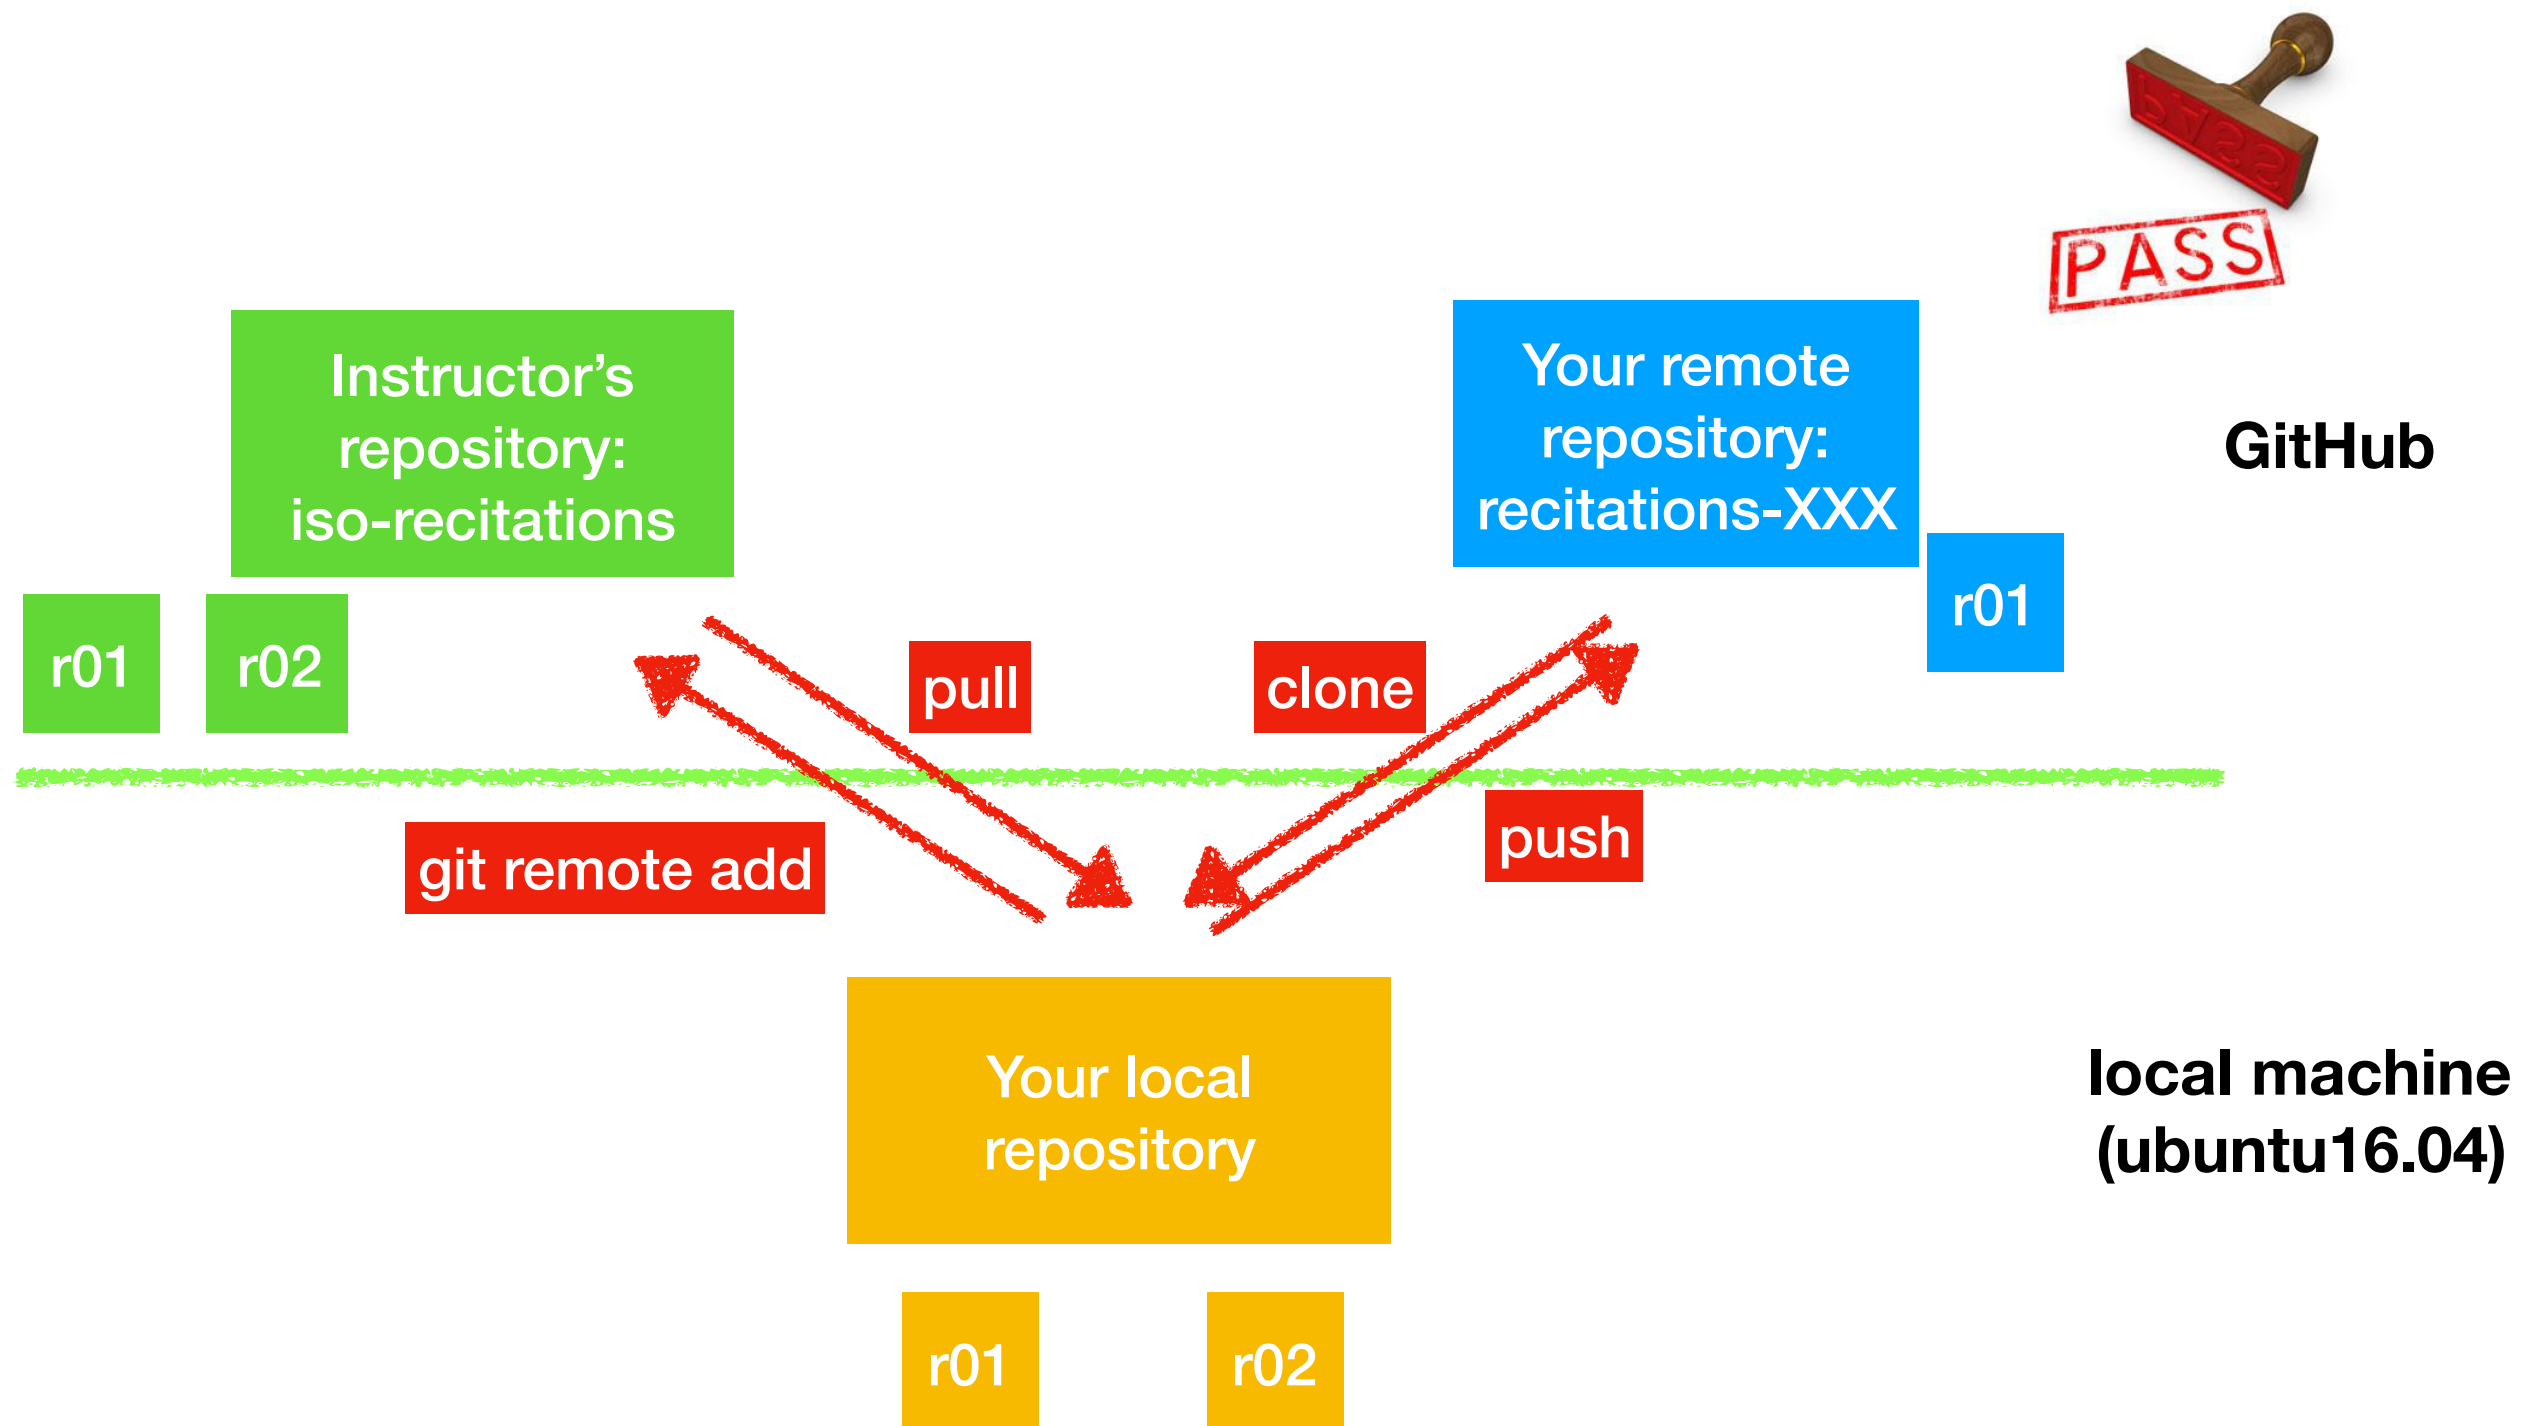 PASS
PASS
Instructor’s
repository:
iso-recitations
Your remote
repository:
recitations-XXX
GitHub
r01
r02
r01
pull
clone
git remote add
push
Your local
repository
local machine
(ubuntu16.04)
r01
r02